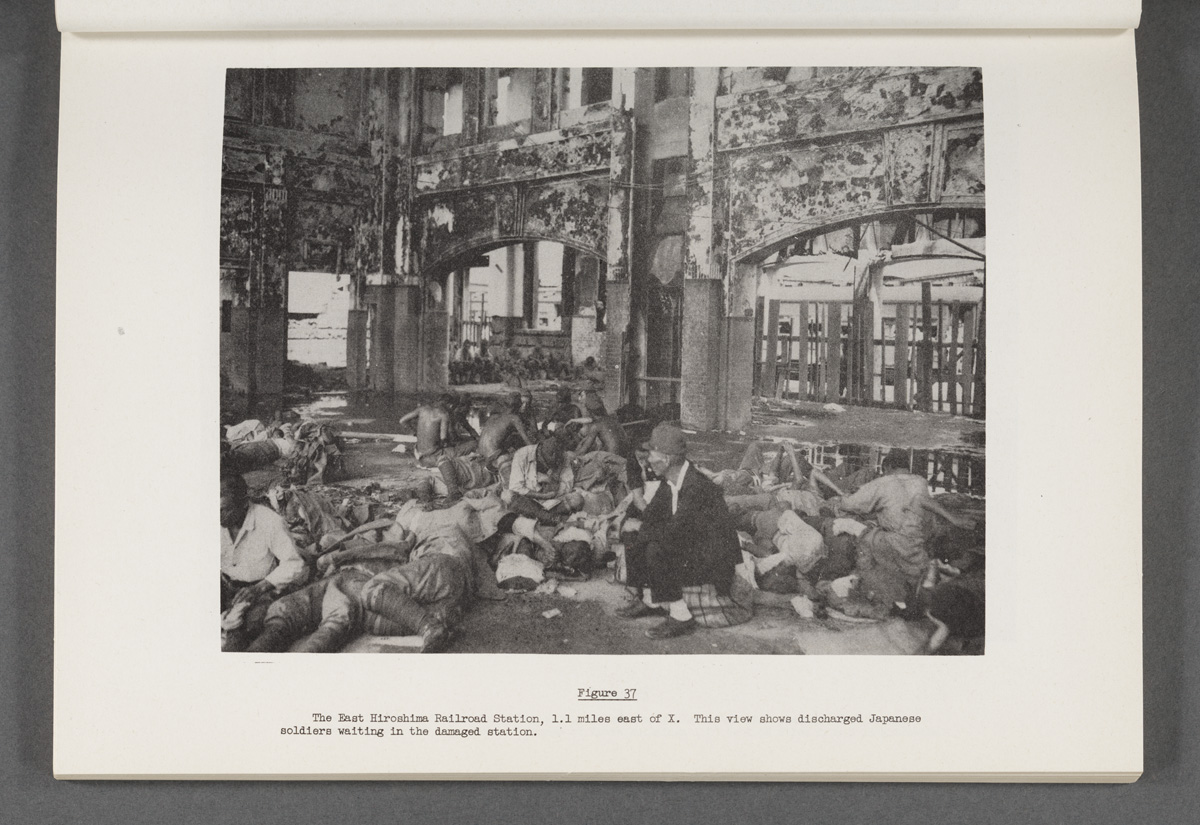 Figure 37
The East Hiroshima Railroad Station, 1.1 miles east of X. This view shows discharged Japanese
soldiers waiting in the damaged station.